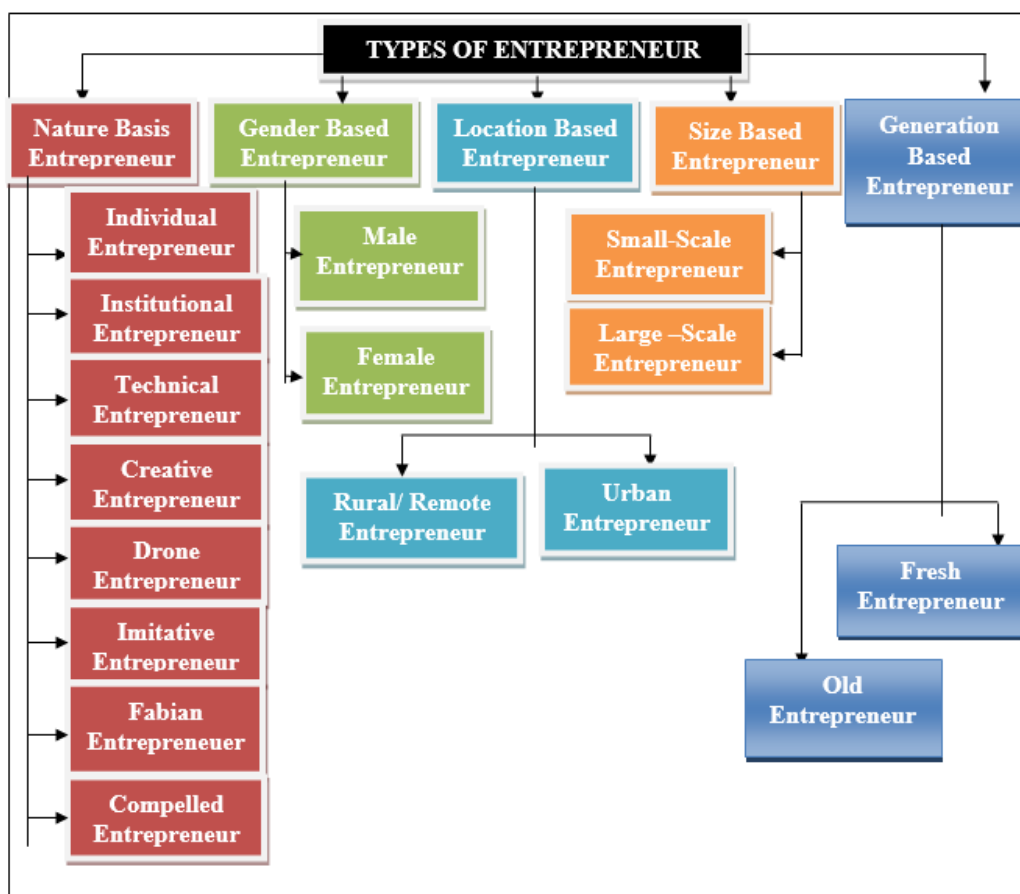 TYPES OF ENTREPRENEUR
Nature Basis
Entrepreneur
Individual
Entrepreneur
Institutional
Entrepreneur
Technical
Entrepreneur
Creative
Entrepreneur
Drone
Entrepreneur
Imitative
Entrepreneur
Fabian
Entrepreneuer
Compelled
Entrepreneur
Gender Based
Entrepreneur
Male
Entrepreneur
Female
Entrepreneur
Location Based
Entrepreneur
Rural/ Remote
Entrepreneur
Urban
Entrepreneur
Size Based
Entrepreneur
Small-Scale
Entrepreneur
Large –Scale
Entrepreneur
Generation
Based
Entrepreneur
Fresh
Entrepreneur
Old
Entrepreneur